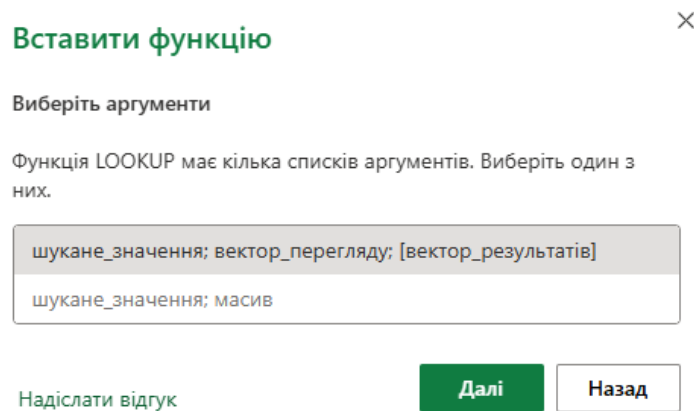 Вставити функцію
Виберіть аргументи
Функція LOOKUP має кілька списків аргументів. Виберіть один з
них.
шукане_значення; вектор_перегляду; [вектор_результатів]
шукане_значення; масив
Надіслати відгук
Далі
Назад